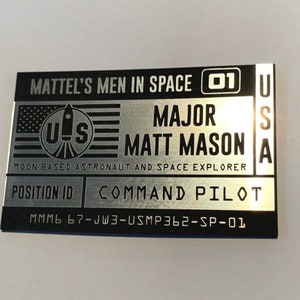 MATTEL'S MEN IN SPACE 01
USA
US
MAJOR
MATT MASON
MOON BASED ASTRONAUT AND SPACE EXPLORER
POSITION ID COMMAND PILOT
MMM6 67-JW3-USMP362-SP-01